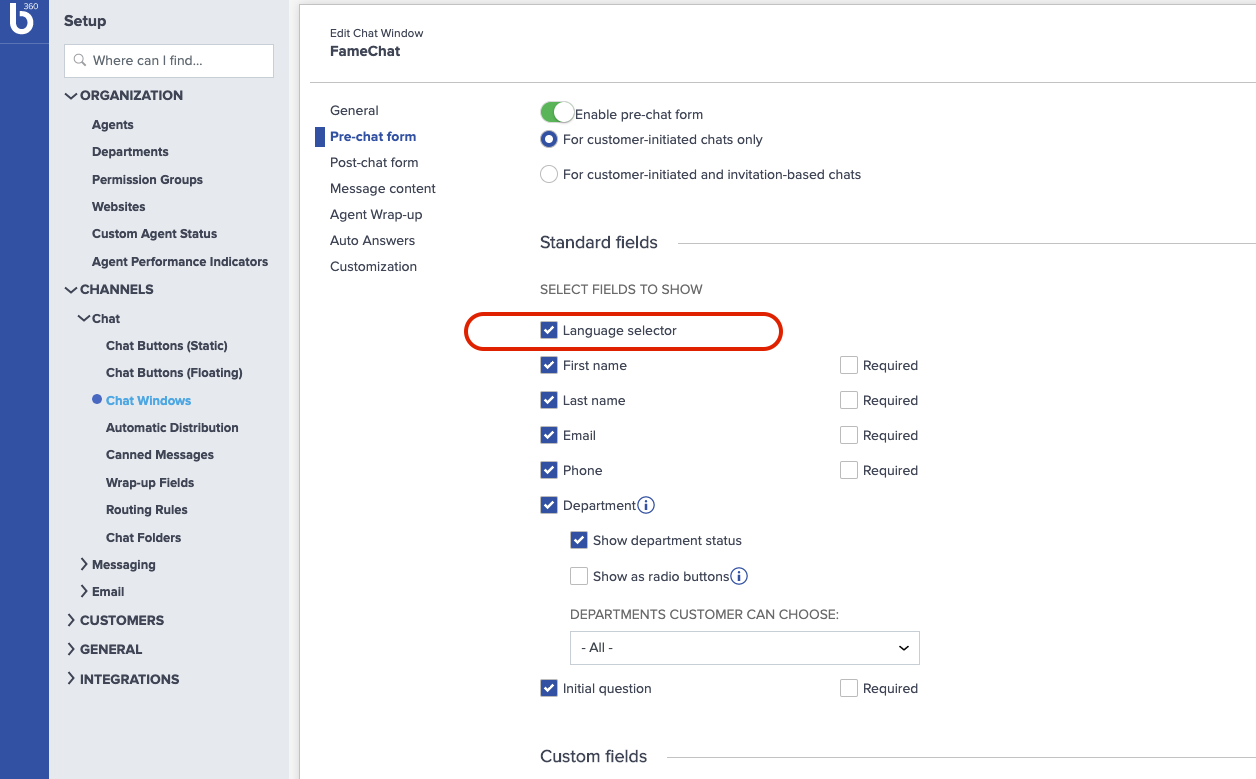 360
b
Setup
Where can I find...
ORGANIZATION
Agents
Departments
Permission Groups
Websites
Custom Agent Status
Agent Performance Indicators
CHANNELS
Chat
Chat Buttons (Static)
Chat Buttons (Floating)
Chat Windows
Automatic Distribution
Canned Messages
Wrap-up Fields
Routing Rules
Chat Folders
Messaging
Email
CUSTOMERS
GENERAL
INTEGRATIONS
Edit Chat Window
FameChat
General
Pre-chat form
Post-chat form
Message content
Agent Wrap-up
Auto Answers
Customization
Enable pre-chat form
For customer-initiated chats only
For customer-initiated and invitation-based chats
Standard fields
SELECT FIELDS TO SHOW
Language selector
First name Required
Last name Required
Email Required
Phone Required
Department
Show department status
Show as radio buttons
DEPARTMENTS CUSTOMER CAN CHOOSE:
- All -
Initial question Required
Custom fields